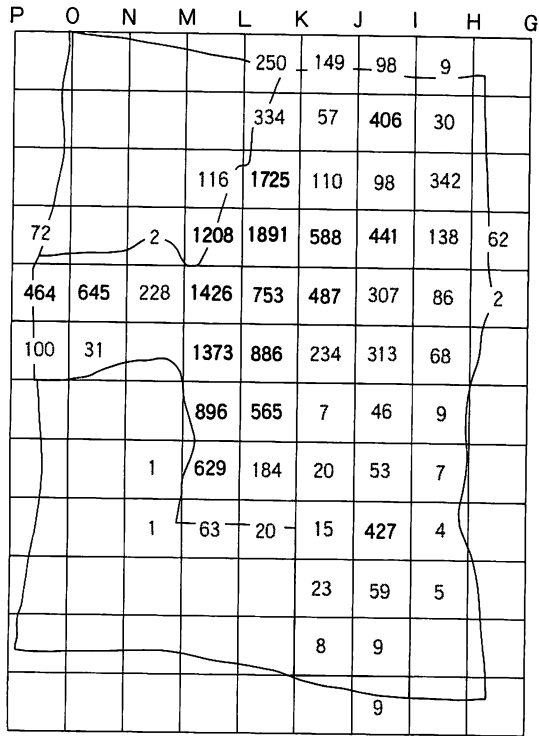 P O N M L K J I H G
250 149 98 9
334 57 406 30
116 1725 110 98 342
72 2 1208 1891 588 441 138 62
464 645 228 1426 753 487 307 86 2
100 31 1373 886 234 313 68
896 565 7 46 9
1 629 184 20 53 7
1 63 20 15 427 4
23 59 5
8 9
9